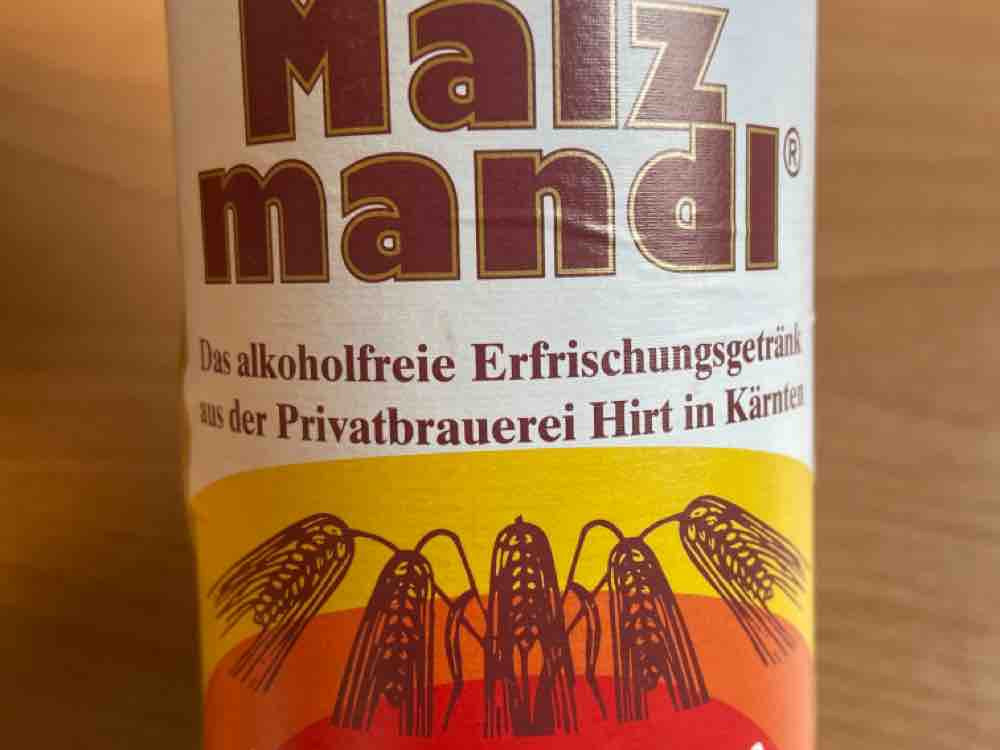 Malz
mandl®
Das alkoholfreie Erfrischungsgetränk
aus der Privatbrauerei Hirt in Kärnten